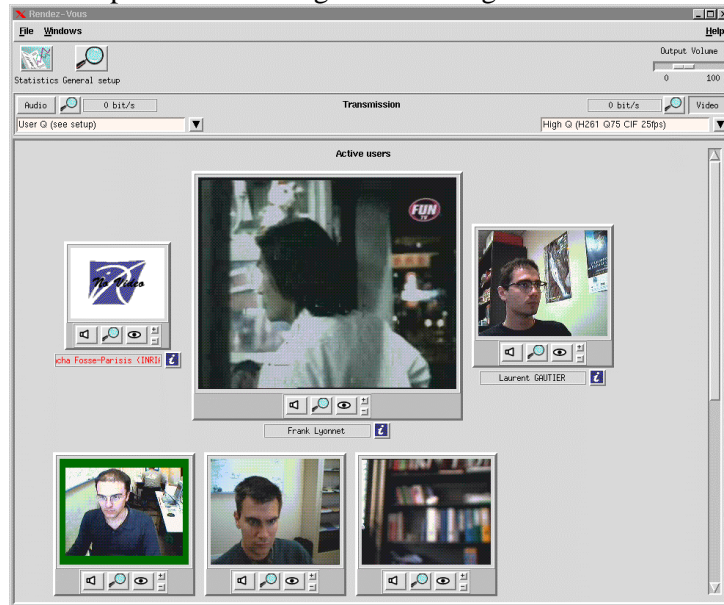 Rendez-Vous
File Windows Help
Output Volume
Statistics General setup
0 100
Audio 0 bit/s Transmission 0 bit/s Video
User Q (see setup) High Q (H261 Q75 CIF 25fps)
Active users
FUN
TV
No Video
cha Fosse-Parisis (INRI
Laurent GAUTIER
Frank Lyonnet